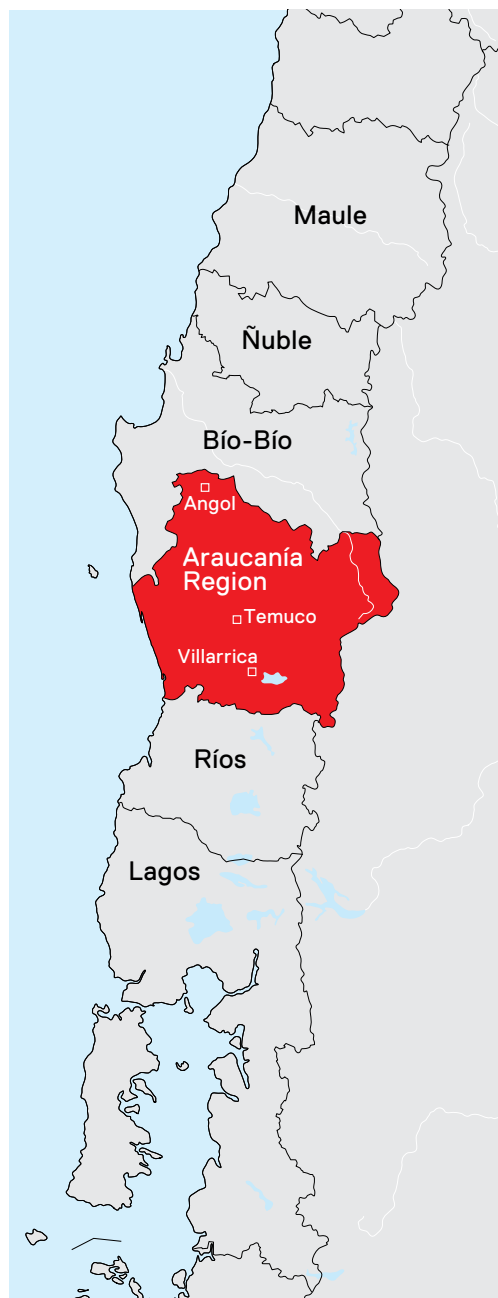 Maule
Ñuble
Bío-Bío
Angol
Araucanía
Region
Temuco
Villarrica
Ríos
Lagos